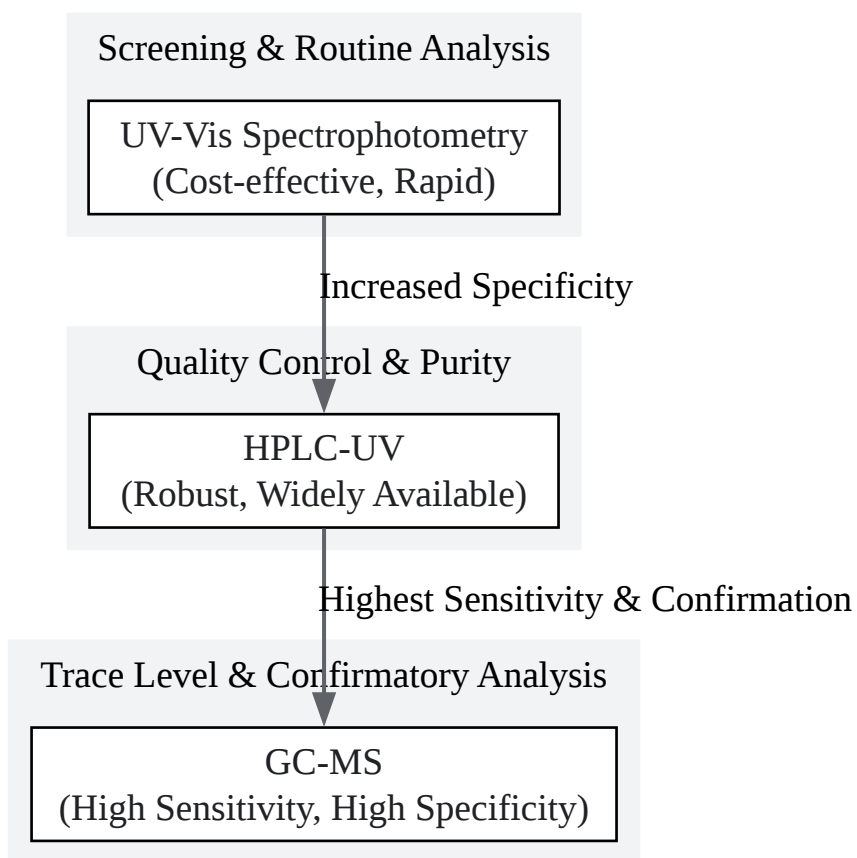 Screening & Routine Analysis
UV-Vis Spectrophotometry
(Cost-effective, Rapid)
Increased Specificity
Quality Control & Purity
HPLC-UV
(Robust, Widely Available)
Highest Sensitivity & Confirmation
Trace Level & Confirmatory Analysis
GC-MS
(High Sensitivity, High Specificity)